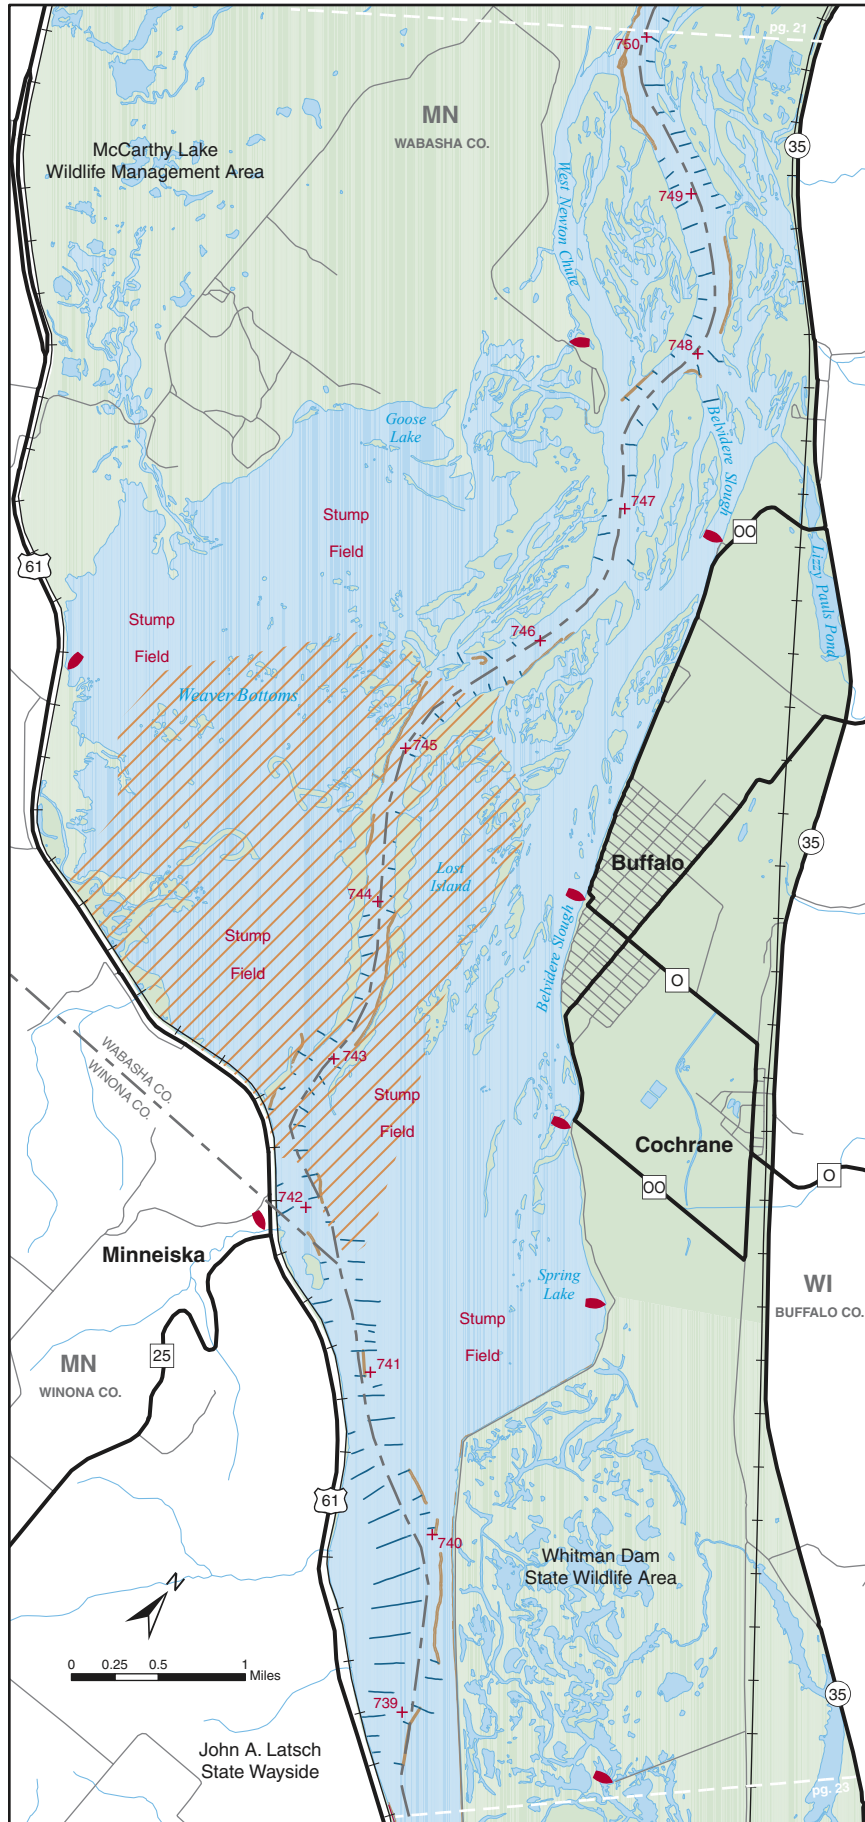 pg. 21
750
MN
WABASHA CO.
35
McCarthy Lake
Wildlife Management Area
West Newton Chute
749
748
Goose
Lake
Belvidere Slough
747
Stump
Field
OO
61
Lizzy Pauls Pond
Stump
Field
746
Weaver Bottoms
745
35
Buffalo
Lost
Island
744
Stump
Field
Belvidere Slough
O
743
WABASHA CO.
WINONA CO.
Stump
Field
Cochrane
O
OO
742
Minneiska
Spring
Lake
WI
BUFFALO CO.
Stump
Field
25
MN
WINONA CO.
741
61
740
Whitman Dam
State Wildlife Area
N
0 0.25 0.5 1
Miles
35
739
John A. Latsch
State Wayside
pg. 23